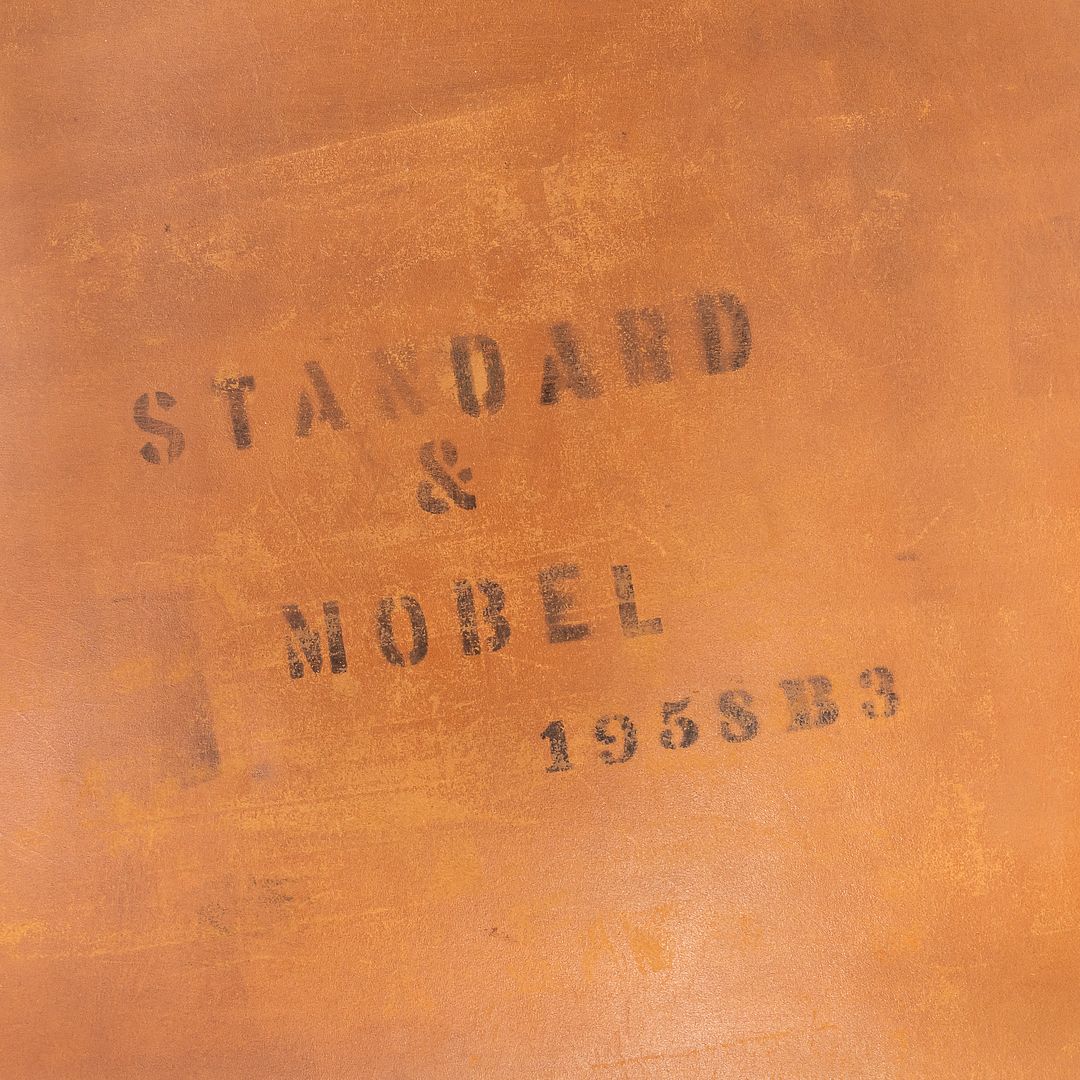 STANDARD
&
MOBEL
1958B3